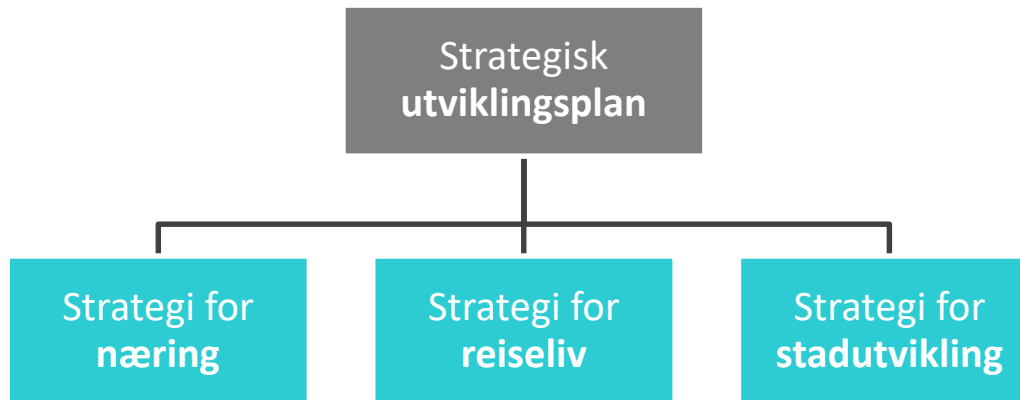 Strategisk
utviklingsplan
Strategi for
næring
Strategi for
reiseliv
Strategi for
stadutvikling